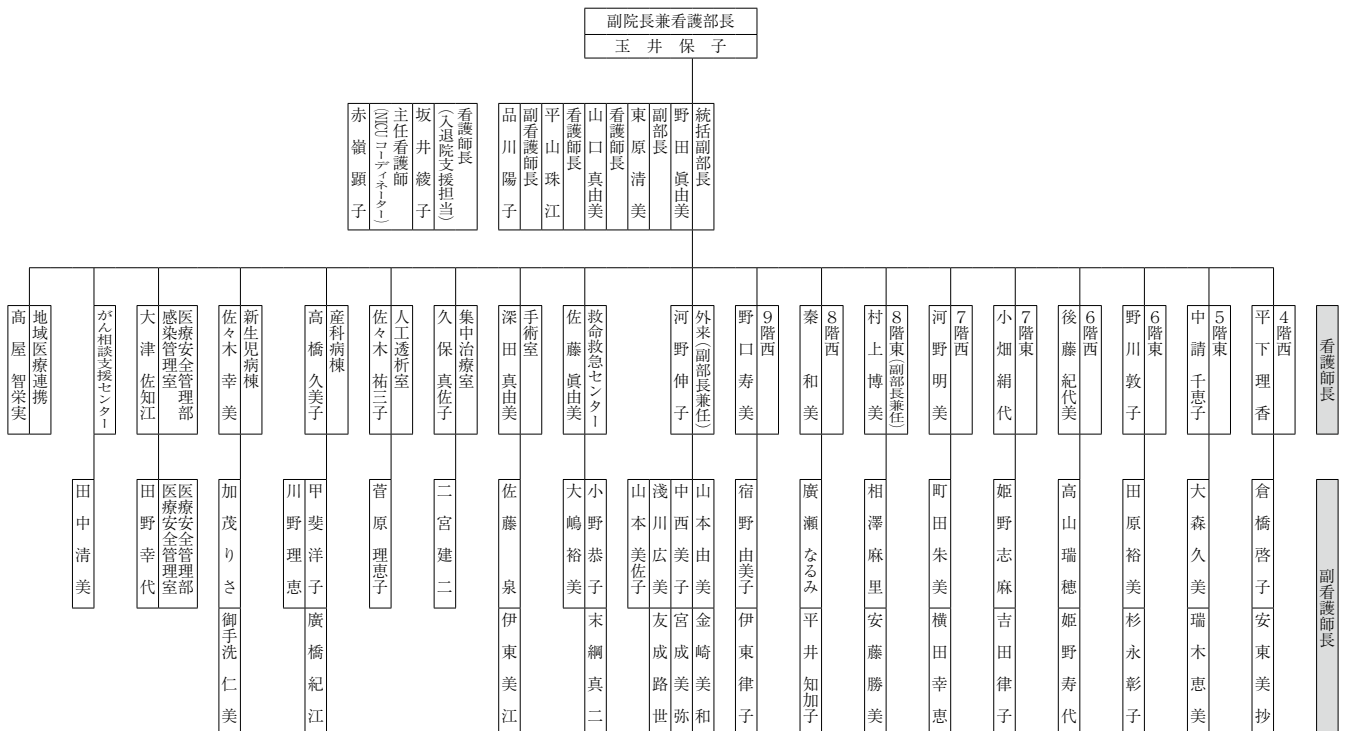 副院長兼看護部長
玉井保子
統括副部長
野田眞由美
副部長
東原清美
看護師長
山口真由美
看護師長
平山珠江
副看護師長
品川陽子
看護師長
(入退院支援担当)
坂井綾子
主任看護師
(NICUコーディネーター)
赤嶺顕子
看護師長
4階西
平下理香
5階東
中請千恵子
6階東
野川敦子
6階西
後藤紀代美
7階東
小畑絹代
7階西
河野明美
8階東(副部長兼任)
村上博美
8階西
秦和美
9階西
野口寿美
外来(副部長兼任)
河野伸子
救命救急センター
佐藤眞由美
手術室
深田真由美
集中治療室
久保真佐子
人工透析室
佐々木祐三子
産科病棟
高橋久美子
新生児病棟
佐々木幸美
医療安全管理部
感染管理室
大津佐知江
がん相談支援センター
地域医療連携
髙屋智栄実
副看護師長
倉橋啓子
安東美抄
大森久美
瑞木恵美
田原裕美
杉永彰子
高山瑞穂
姫野寿代
姫野志麻
吉田律子
町田朱美
横田幸恵
相澤麻里
安藤勝美
廣瀬なるみ
平井知加子
宿野由美子
伊東律子
山本由美
金崎美和
中西美子
宮成美弥
淺川広美
友成路世
山本美佐子
小野恭子
末綱真二
大嶋裕美
佐藤泉
伊東美江
二宮建二
菅原理恵子
甲斐洋子
廣橋紀江
川野理恵
加茂りさ
御手洗仁美
医療安全管理部
医療安全管理室
田野幸代
田中清美